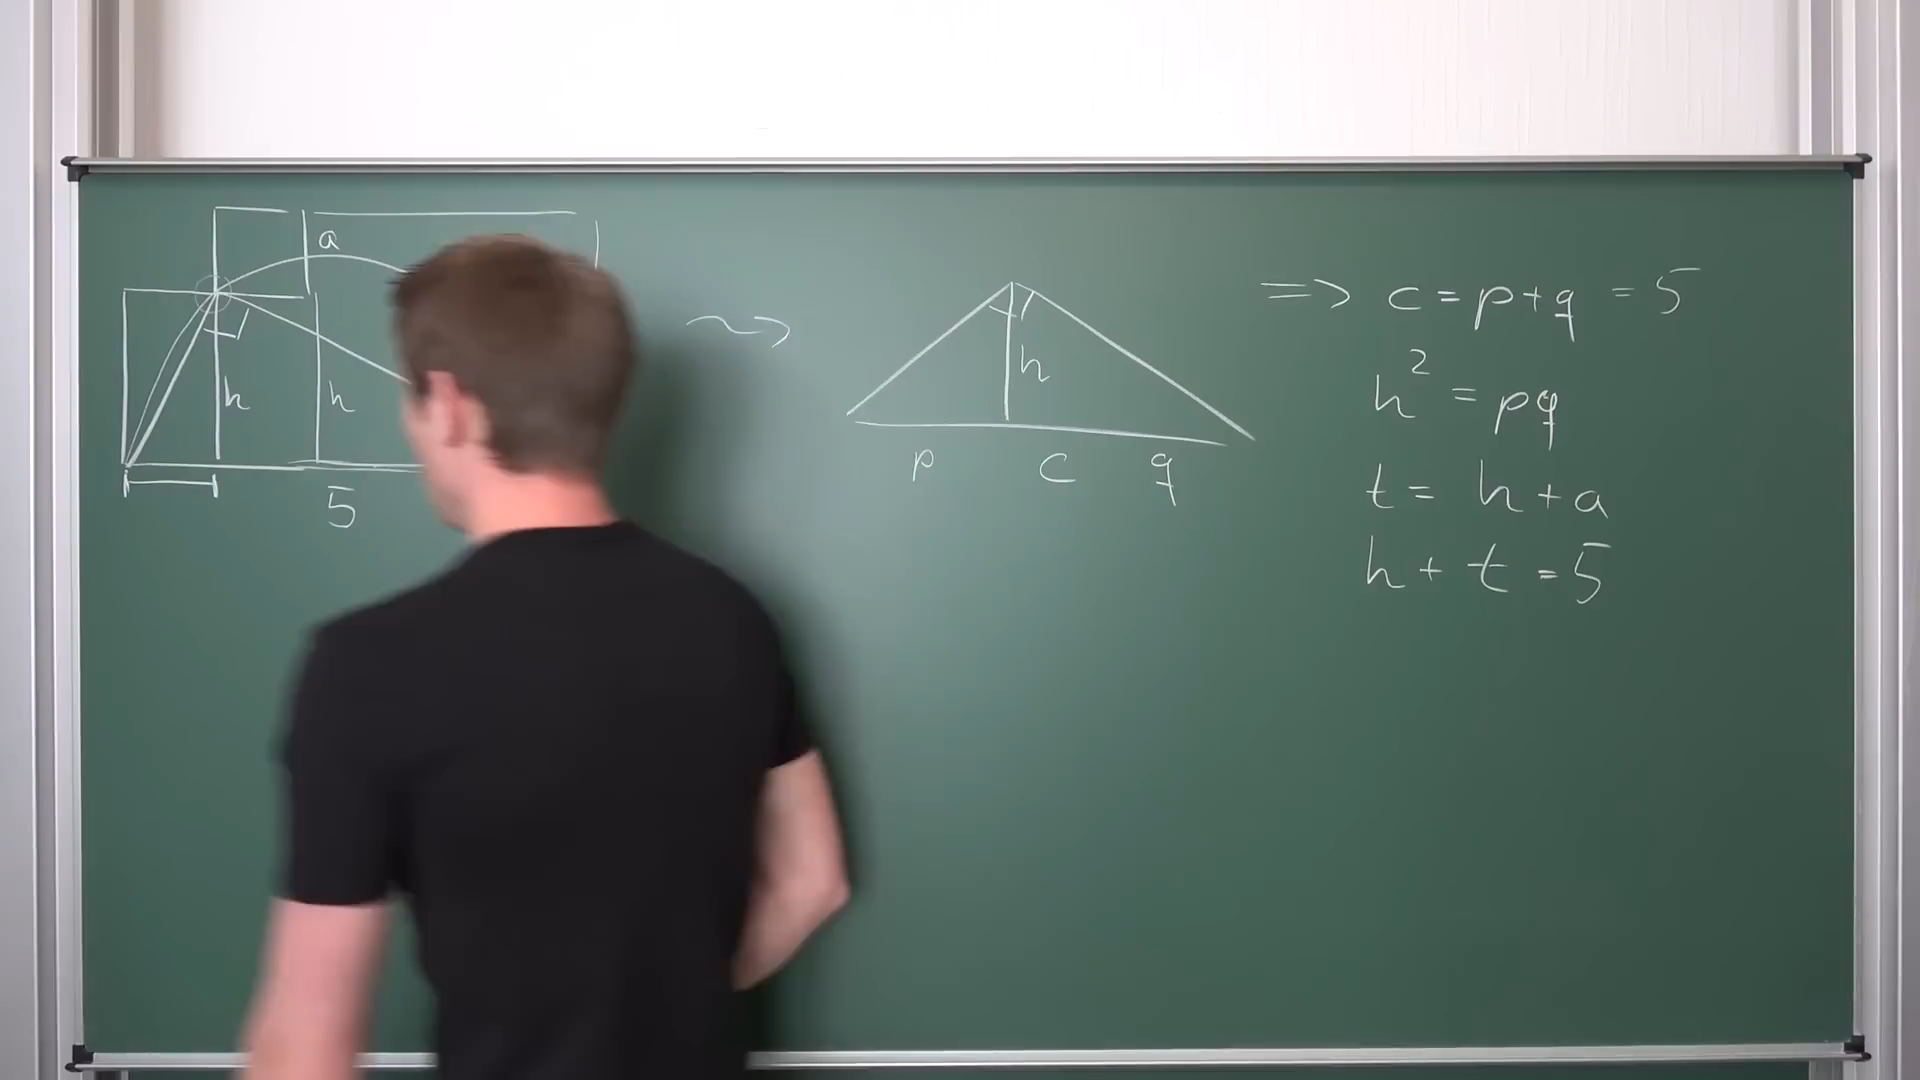 a
h
h
5
h
p c q
=> c = p + q = 5
h² = pq
t = h + a
h + t = 5